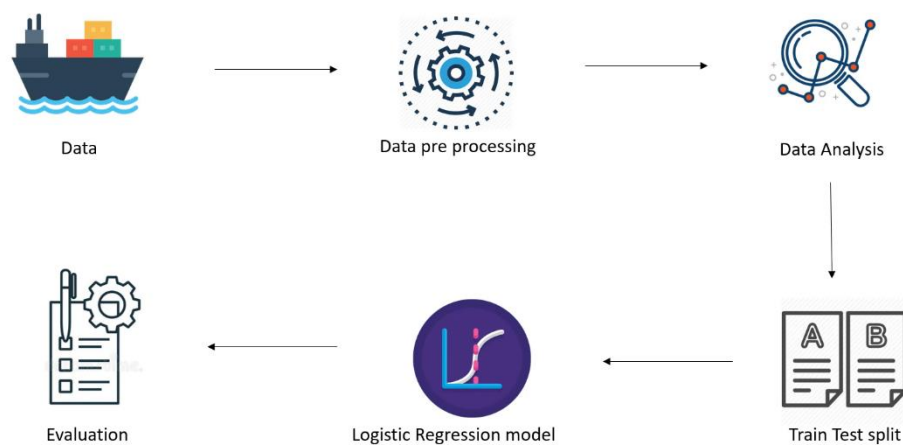 Data
Data pre processing
Data Analysis
A B
Evaluation
Logistic Regression model
Train Test split